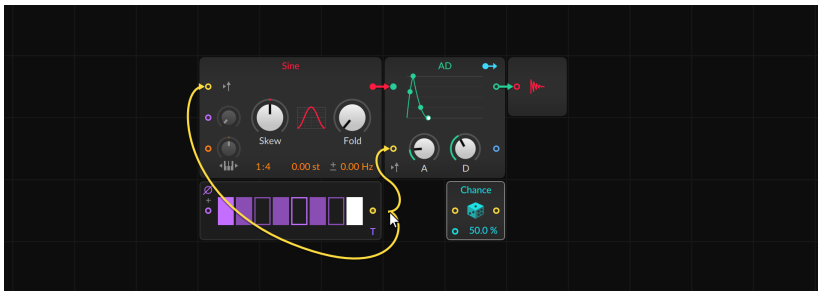 Sine
AD
Skew
Fold
1:4
0.00 st
± 0.00 Hz
A
D
T
Chance
50.0 %